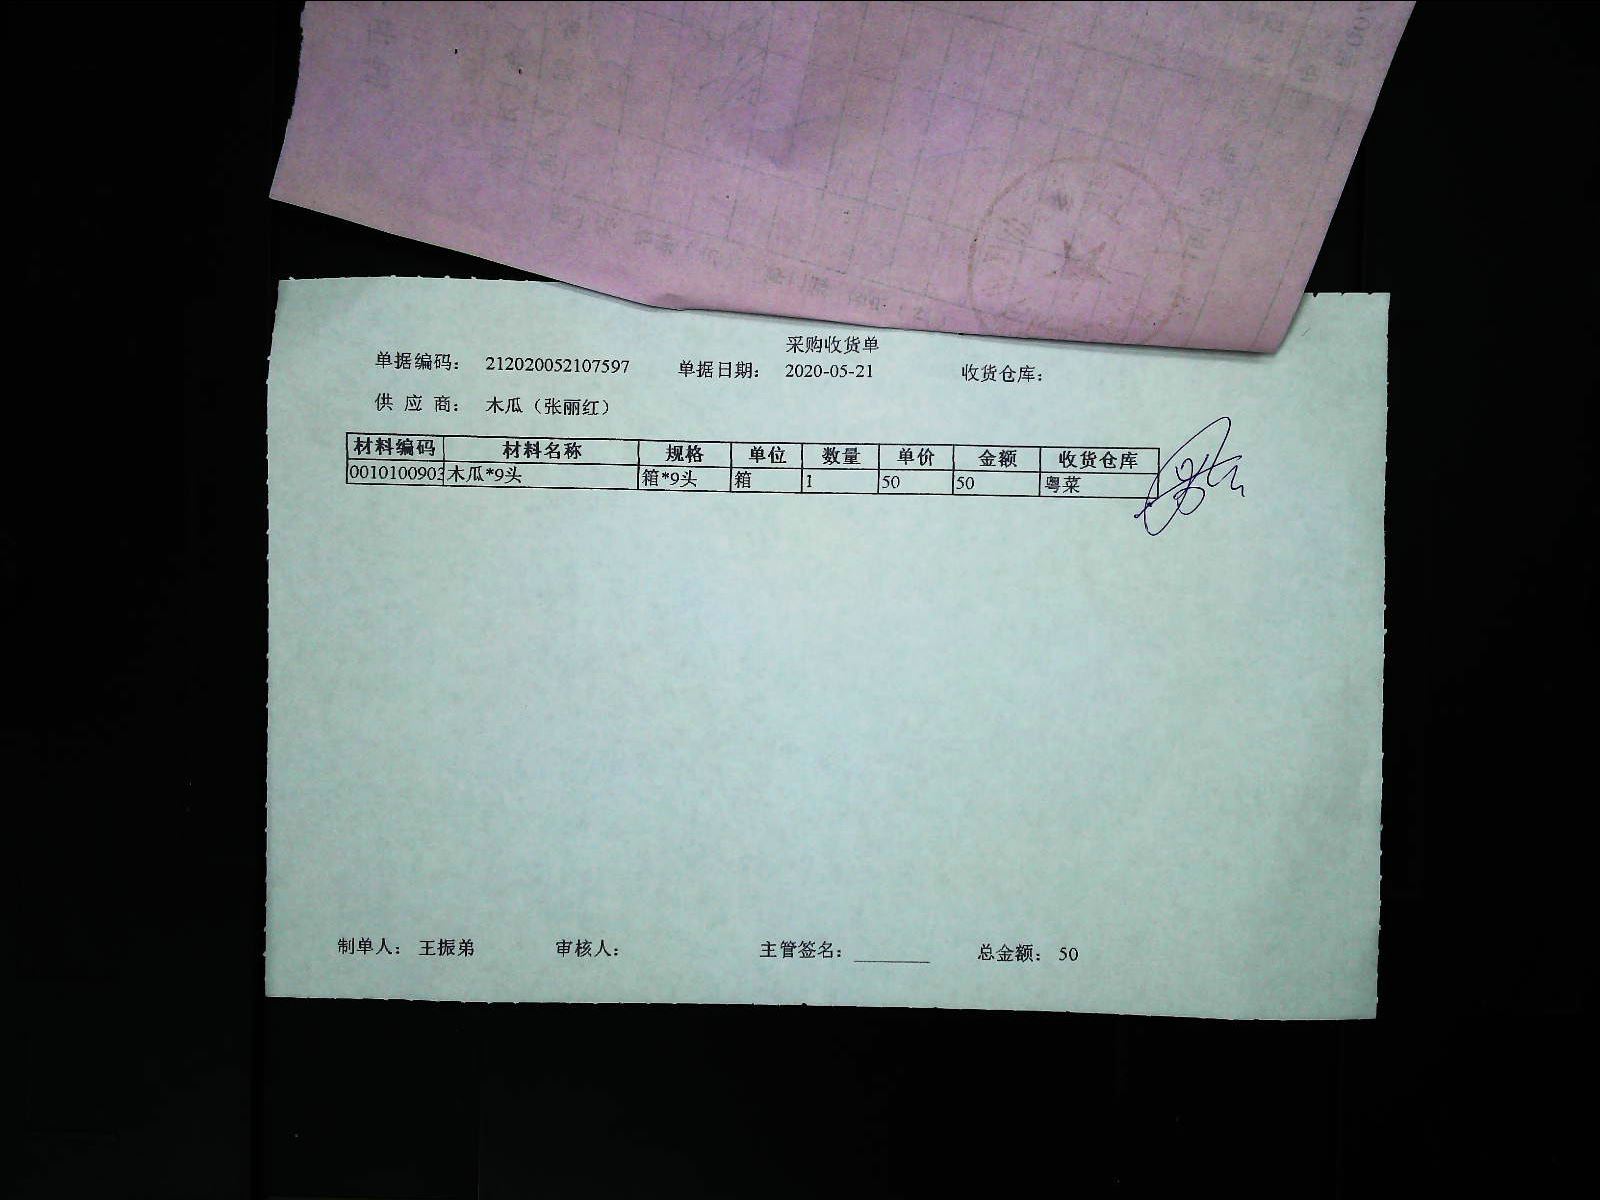 采购收货单
单据编码： 212020052107597 单据日期： 2020-05-21 收货仓库：
供 应 商： 木瓜（张丽红）
材料编码 材料名称 规格 单位 数量 单价 金额 收货仓库
0010100903 木瓜*9头 箱*9头 箱 1 50 50 粤菜
制单人： 王振弟 审核人： 主管签名： ________ 总金额： 50